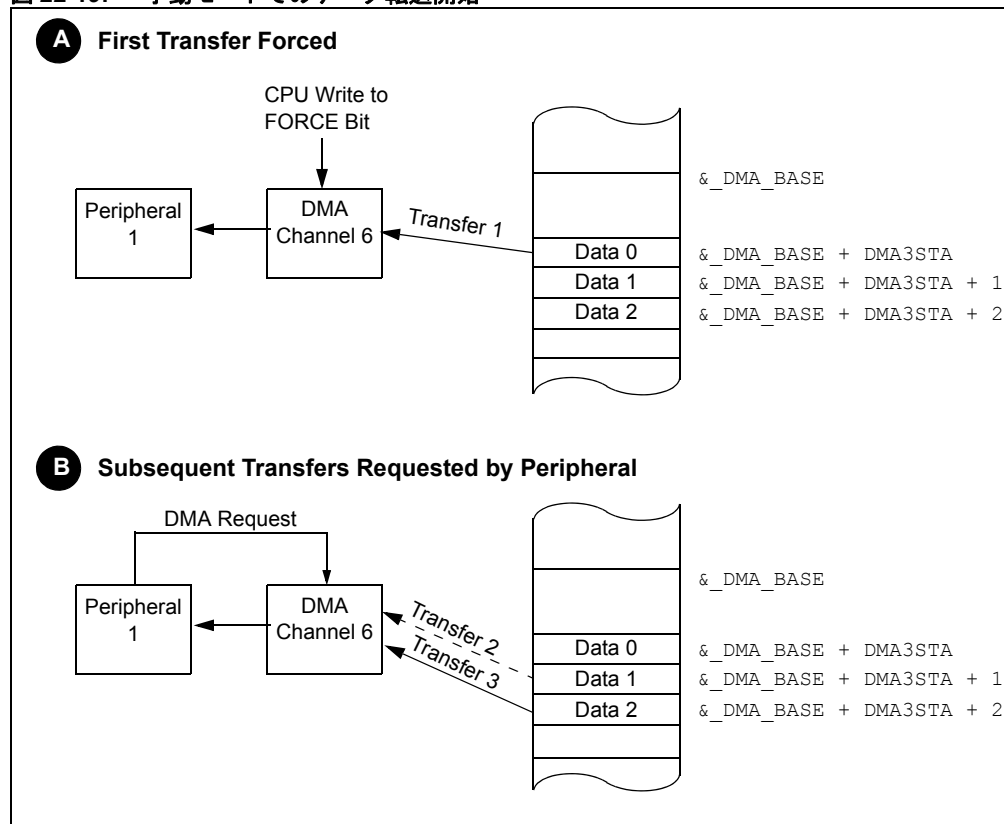 A First Transfer Forced
CPU Write to
FORCE Bit
Peripheral
1
DMA
Channel 6
Transfer 1
&_DMA_BASE
Data 0
&_DMA_BASE + DMA3STA
Data 1
&_DMA_BASE + DMA3STA + 1
Data 2
&_DMA_BASE + DMA3STA + 2
B Subsequent Transfers Requested by Peripheral
DMA Request
Peripheral
1
DMA
Channel 6
Transfer 2
Transfer 3
&_DMA_BASE
Data 0
&_DMA_BASE + DMA3STA
Data 1
&_DMA_BASE + DMA3STA + 1
Data 2
&_DMA_BASE + DMA3STA + 2